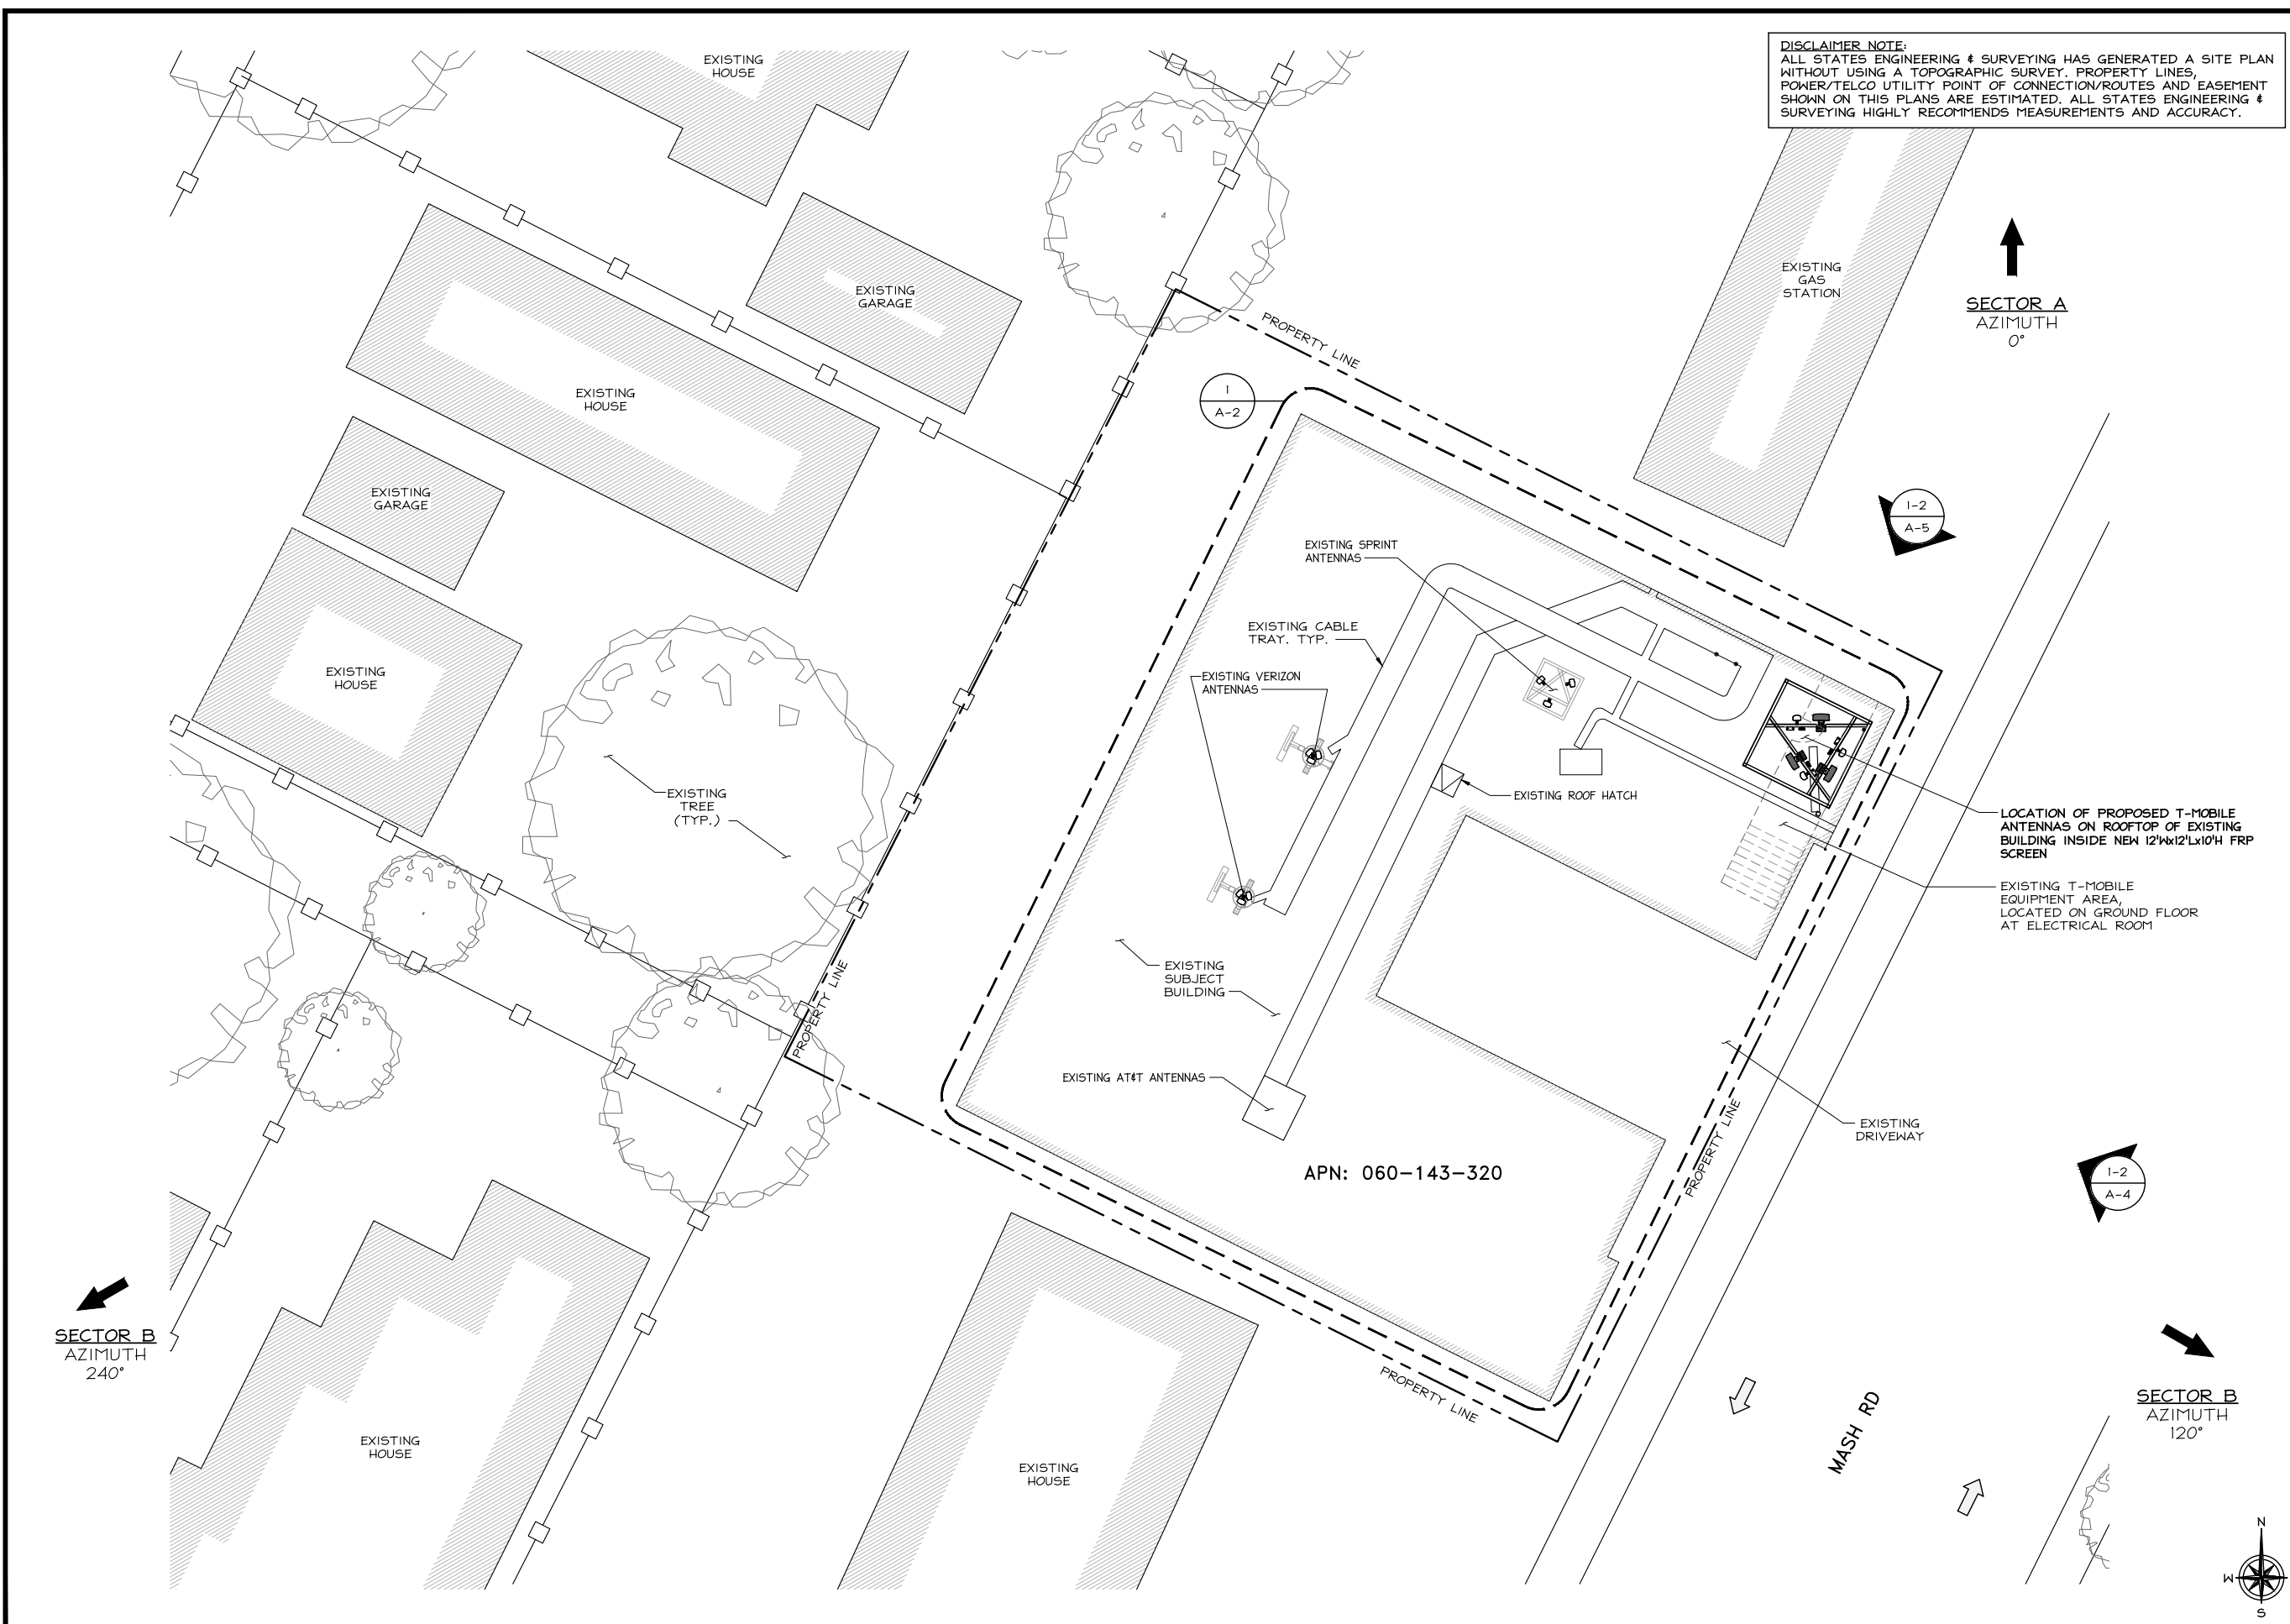 DISCLAIMER NOTE:
ALL STATES ENGINEERING & SURVEYING HAS GENERATED A SITE PLAN
WITHOUT USING A TOPOGRAPHIC SURVEY. PROPERTY LINES,
POWER/TELCO UTILITY POINT OF CONNECTION/ROUTES AND EASEMENT
SHOWN ON THIS PLANS ARE ESTIMATED. ALL STATES ENGINEERING &
SURVEYING HIGHLY RECOMMENDS MEASUREMENTS AND ACCURACY.
EXISTING
HOUSE
EXISTING
GARAGE
EXISTING
GAS
STATION
SECTOR A
AZIMUTH
0°
PROPERTY LINE
EXISTING
HOUSE
1
A-2
EXISTING
GARAGE
1-2
A-5
EXISTING SPRINT
ANTENNAS
EXISTING CABLE
TRAY. TYP.
EXISTING VERIZON
ANTENNAS
EXISTING
HOUSE
EXISTING
TREE
(TYP.)
EXISTING ROOF HATCH
LOCATION OF PROPOSED T-MOBILE
ANTENNAS ON ROOFTOP OF EXISTING
BUILDING INSIDE NEW 12'Wx12'Lx10'H FRP
SCREEN
EXISTING T-MOBILE
EQUIPMENT AREA,
LOCATED ON GROUND FLOOR
AT ELECTRICAL ROOM
PROPERTY LINE
EXISTING
SUBJECT
BUILDING
EXISTING AT&T ANTENNAS
EXISTING
DRIVEWAY
PROPERTY LINE
APN: 060-143-320
1-2
A-4
SECTOR B
AZIMUTH
240°
PROPERTY LINE
MASH RD
SECTOR B
AZIMUTH
120°
EXISTING
HOUSE
EXISTING
HOUSE
N
W
S